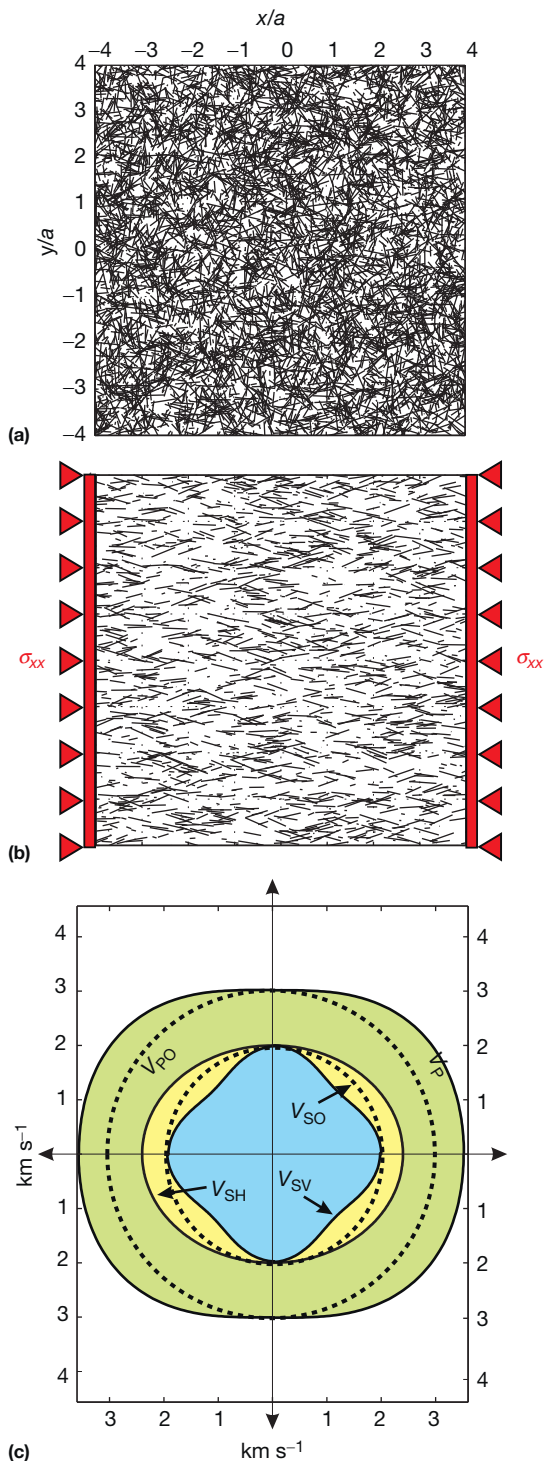 x/a
–4 –3 –2 –1 0 1 2 3 4
4
3
2
1
y/a
0
–1
–2
–3
–4
(a)
σxx σxx
(b)
4 4
3 3
2 2
1 1
VPO
VP
VSO
km s–1
VSH
VSV
1 1
2 2
3 3
4 4
3 2 1 1 2 3
km s–1
(c)